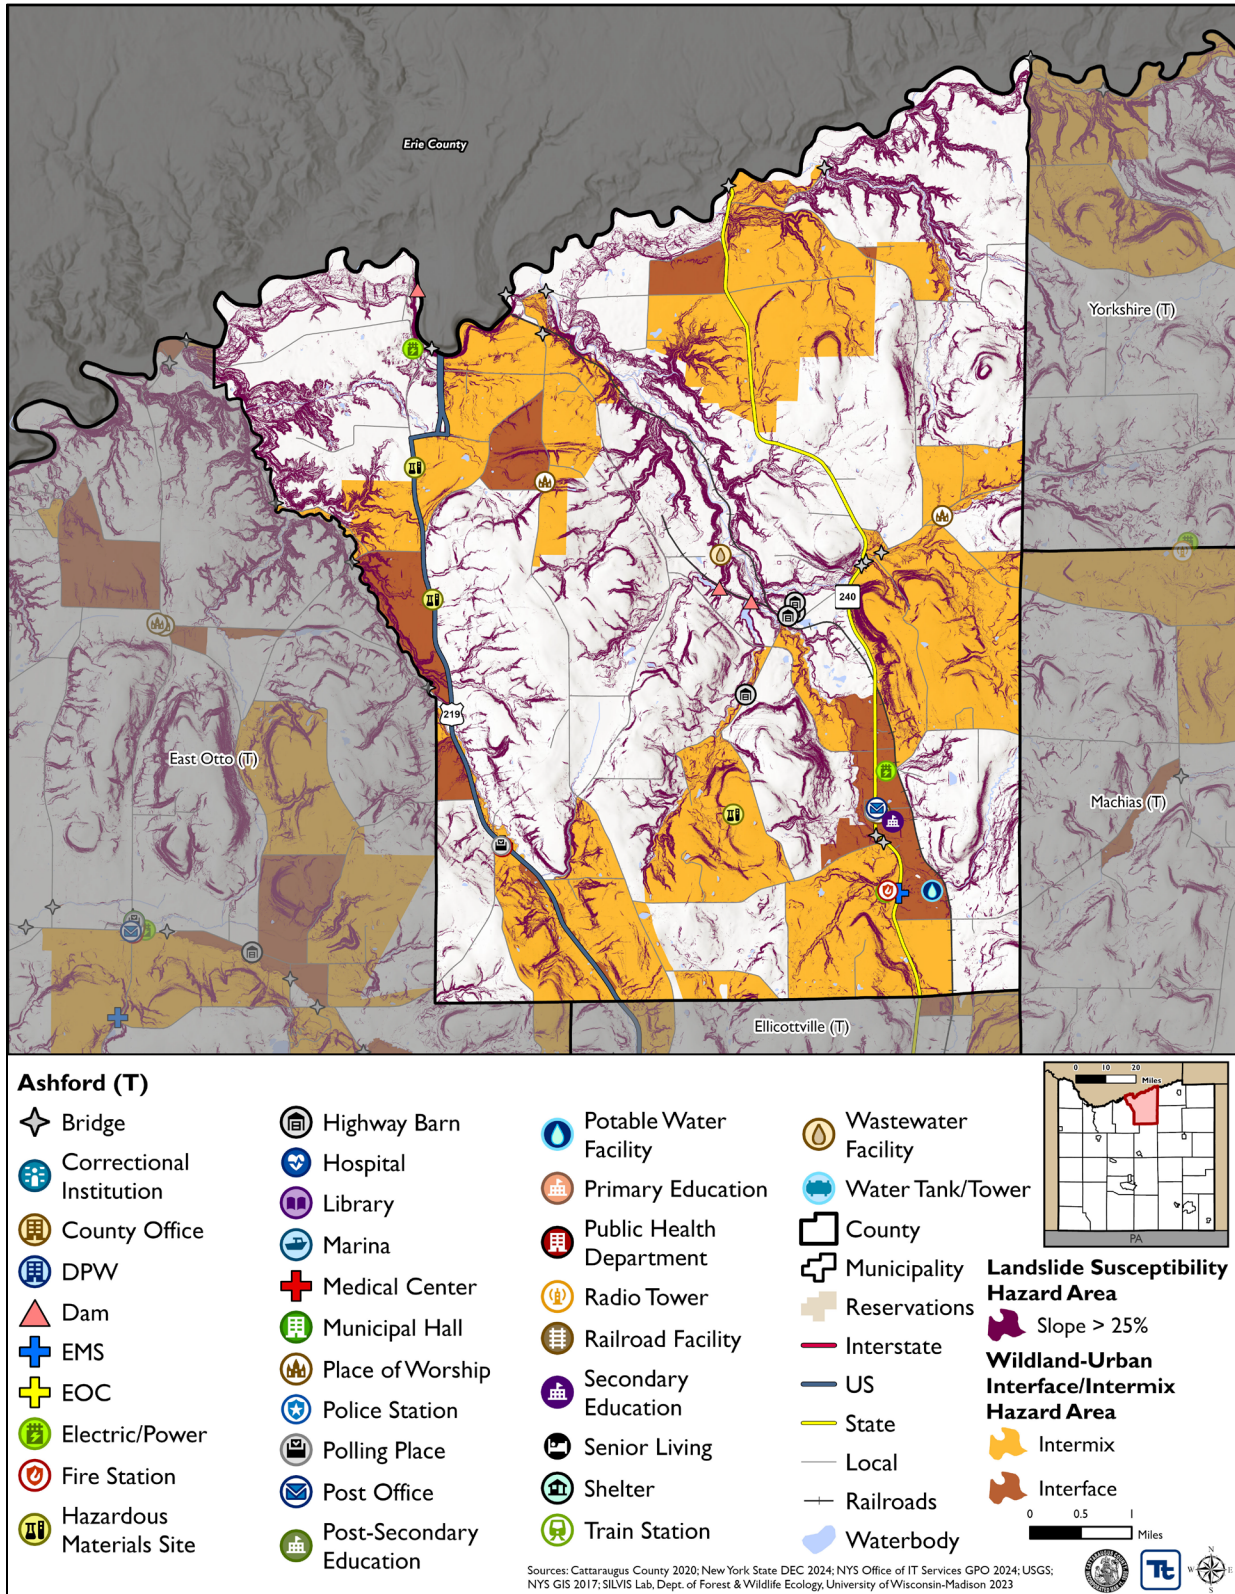 Erie County
Yorkshire (T)
240
219
East Otto (T)
Machias (T)
Ellicottville (T)
Ashford (T)
Bridge
Correctional
Institution
County Office
DPW
Dam
EMS
EOC
Electric/Power
Fire Station
Hazardous
Materials Site
Highway Barn
Hospital
Library
Marina
Medical Center
Municipal Hall
Place of Worship
Police Station
Polling Place
Post Office
Post-Secondary
Education
Potable Water
Facility
Primary Education
Public Health
Department
Radio Tower
Railroad Facility
Secondary
Education
Senior Living
Shelter
Train Station
Wastewater
Facility
Water Tank/Tower
County
Municipality
Reservations
Interstate
US
State
Local
Railroads
Waterbody
0 10 20
Miles
PA
Landslide Susceptibility
Hazard Area
Slope > 25%
Wildland-Urban
Interface/Intermix
Hazard Area
Intermix
Interface
0 0.5 1
Miles
Sources: Cattaraugus County 2020; New York State DEC 2024; NYS Office of IT Services GPO 2024; USGS;
NYS GIS 2017; SILVIS Lab, Dept. of Forest & Wildlife Ecology, University of Wisconsin-Madison 2023
Tt
N
W E
S